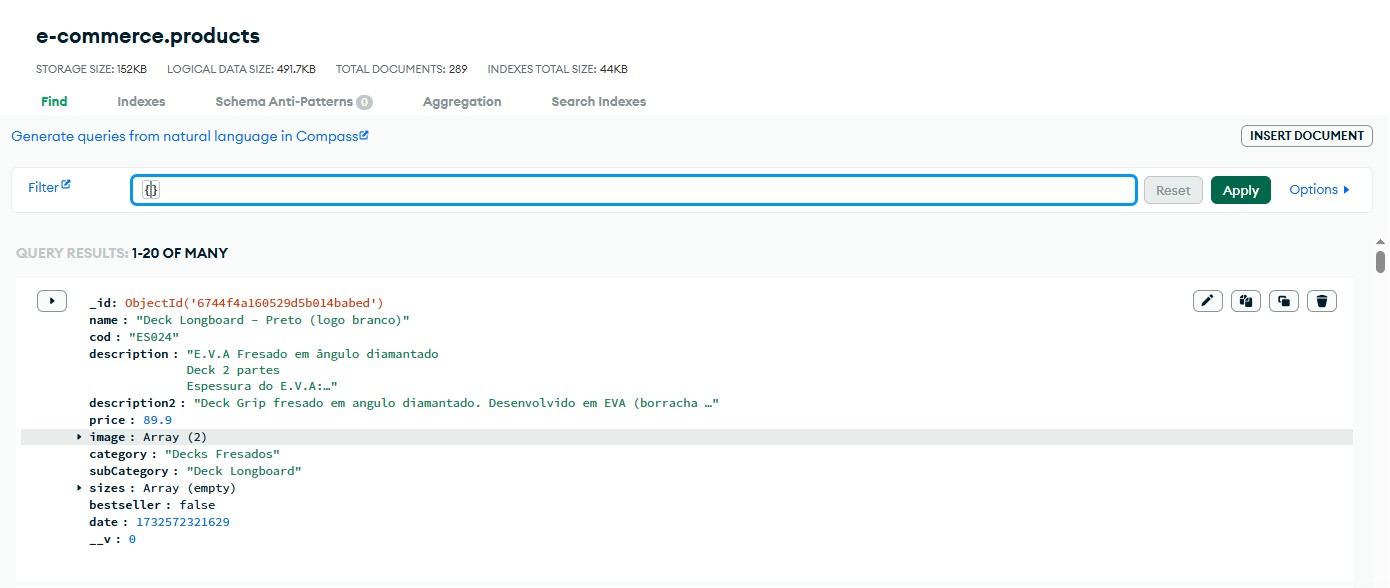 e-commerce.products
STORAGE SIZE: 152KB LOGICAL DATA SIZE: 491.7KB TOTAL DOCUMENTS: 289 INDEXES TOTAL SIZE: 44KB
Find Indexes Schema Anti-Patterns 0 Aggregation Search Indexes
Generate queries from natural language in Compass
INSERT DOCUMENT
Filter {} Reset Apply Options
QUERY RESULTS: 1-20 OF MANY
_id: ObjectId('6744f4a160529d5b014babed')
name : "Deck Longboard - Preto (logo branco)"
cod : "ES024"
description : "E.V.A Fresado em ângulo diamantado
Deck 2 partes
Espessura do E.V.A:…"
description2 : "Deck Grip fresado em angulo diamantado. Desenvolvido em EVA (borracha …"
price : 89.9
image : Array (2)
category : "Decks Fresados"
subCategory : "Deck Longboard"
sizes : Array (empty)
bestseller : false
date : 1732572321629
__v : 0